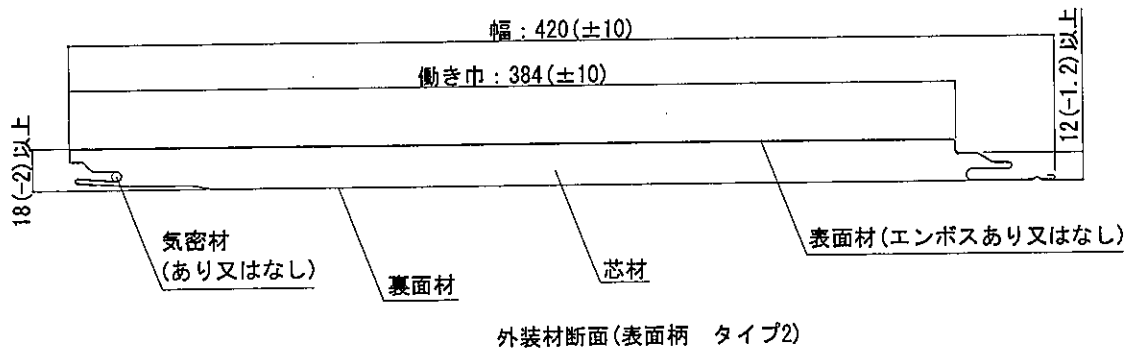 幅：420(±10)
働き巾：384(±10)
12(-1.2)以上
18(-2)以上
気密材
(あり又はなし)
裏面材
芯材
表面材(エンボスあり又はなし)
外装材断面(表面柄　タイプ2)